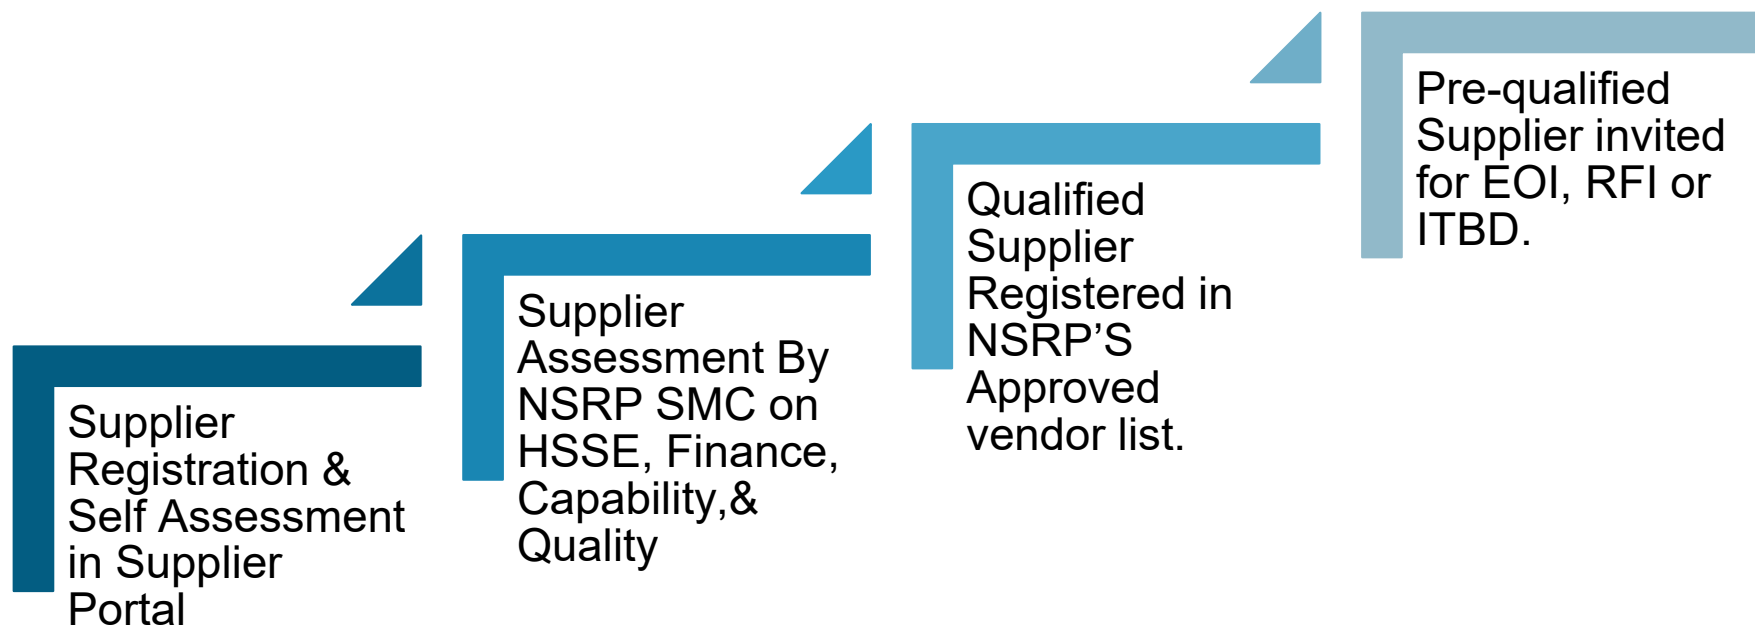 Supplier
Registration &
Self Assessment
in Supplier
Portal
Supplier
Assessment By
NSRP SMC on
HSSE, Finance,
Capability,&
Quality
Qualified
Supplier
Registered in
NSRP’S
Approved
vendor list.
Pre-qualified
Supplier invited
for EOI, RFI or
ITBD.